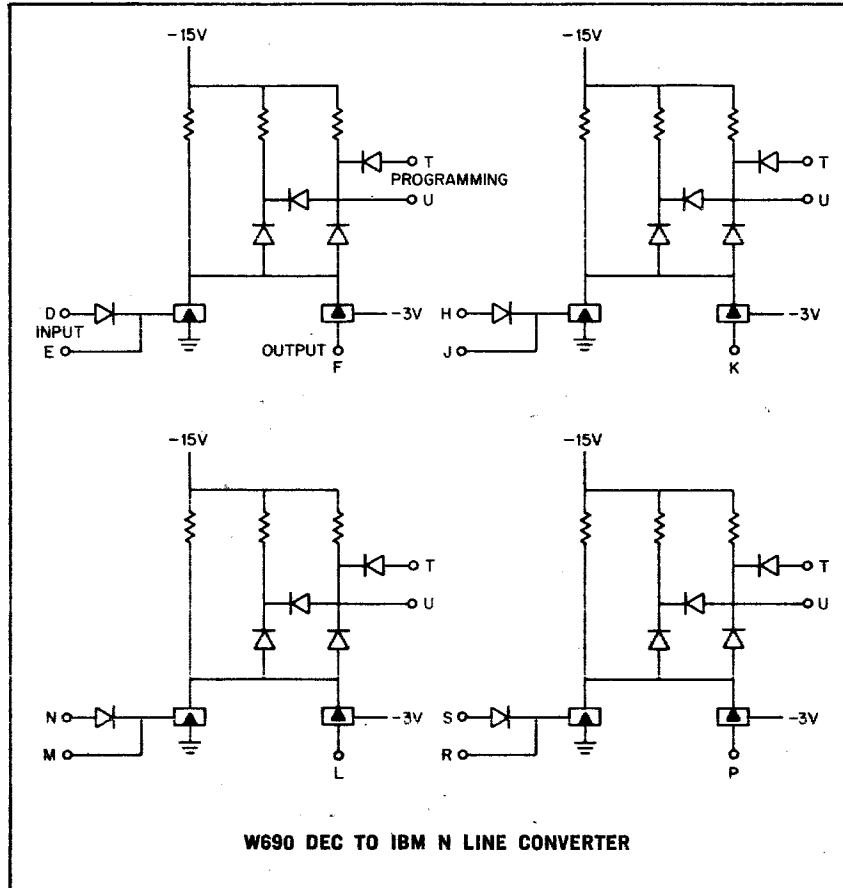 -15V
-15V
T
PROGRAMMING
U
T
U
D
INPUT
E
-3V
OUTPUT
F
H
J
-3V
K
-15V
-15V
T
U
T
U
N
M
-3V
L
S
R
-3V
P
W690 DEC TO IBM N LINE CONVERTER